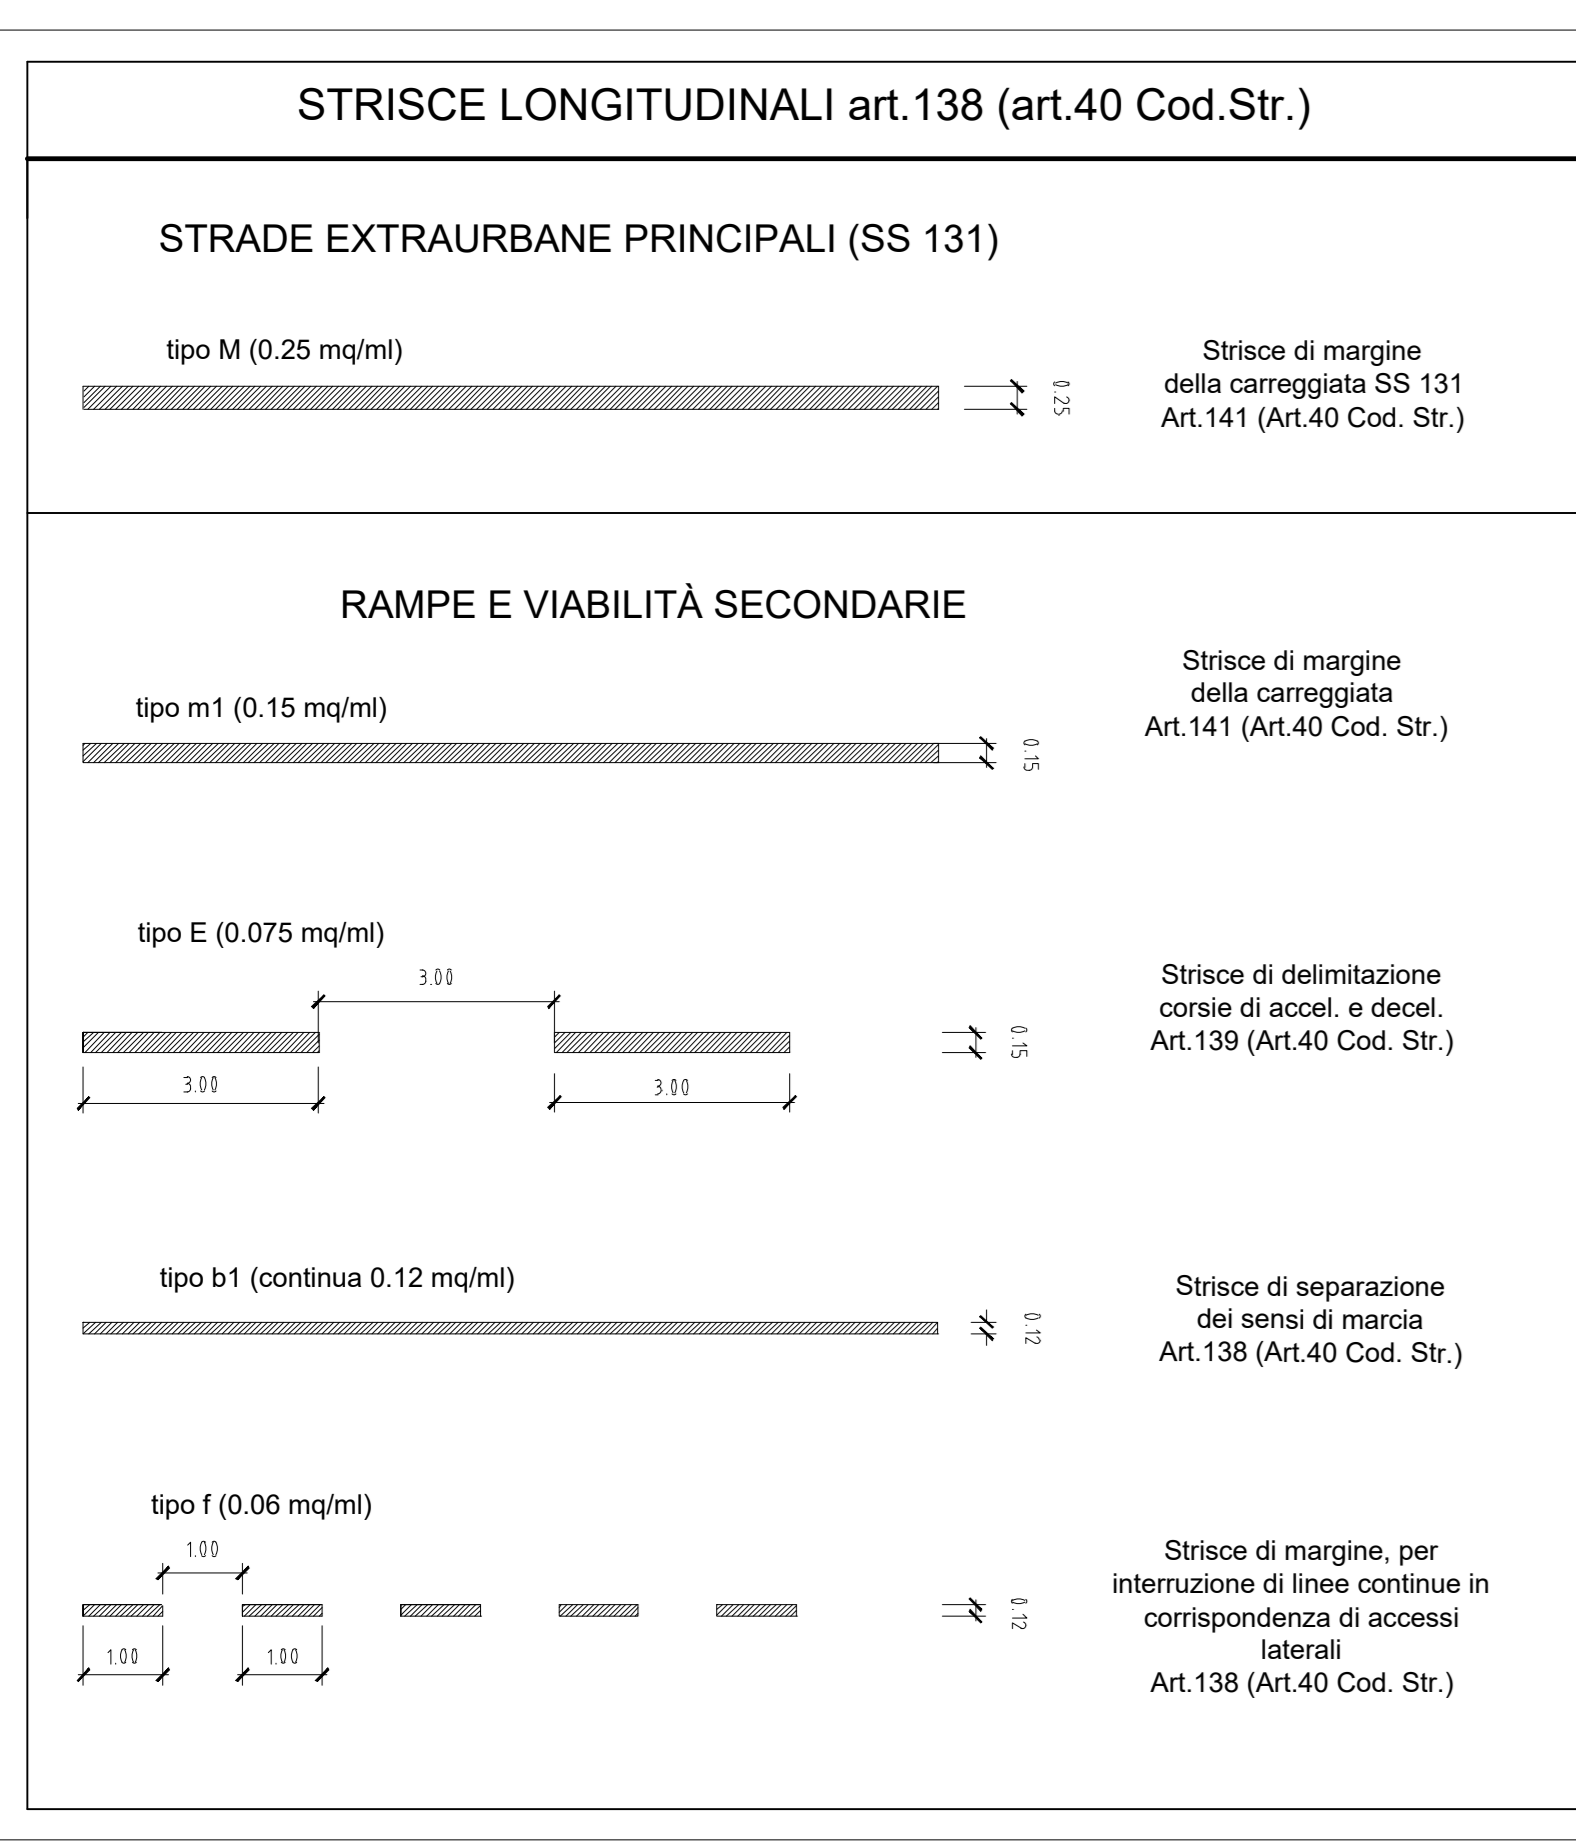 STRISCE LONGITUDINALI art.138 (art.40 Cod.Str.)
STRADE EXTRAURBANE PRINCIPALI (SS 131)
tipo M (0.25 mq/ml)
0.25
Strisce di margine
della carreggiata SS 131
Art.141 (Art.40 Cod. Str.)
RAMPE E VIABILITÀ SECONDARIE
tipo m1 (0.15 mq/ml)
0.15
Strisce di margine
della carreggiata
Art.141 (Art.40 Cod. Str.)
tipo E (0.075 mq/ml)
3.00
3.00
3.00
0.15
Strisce di delimitazione
corsie di accel. e decel.
Art.139 (Art.40 Cod. Str.)
tipo b1 (continua 0.12 mq/ml)
0.12
Strisce di separazione
dei sensi di marcia
Art.138 (Art.40 Cod. Str.)
tipo f (0.06 mq/ml)
1.00
1.00
1.00
0.12
Strisce di margine, per
interruzione di linee continue in
corrispondenza di accessi
laterali
Art.138 (Art.40 Cod. Str.)